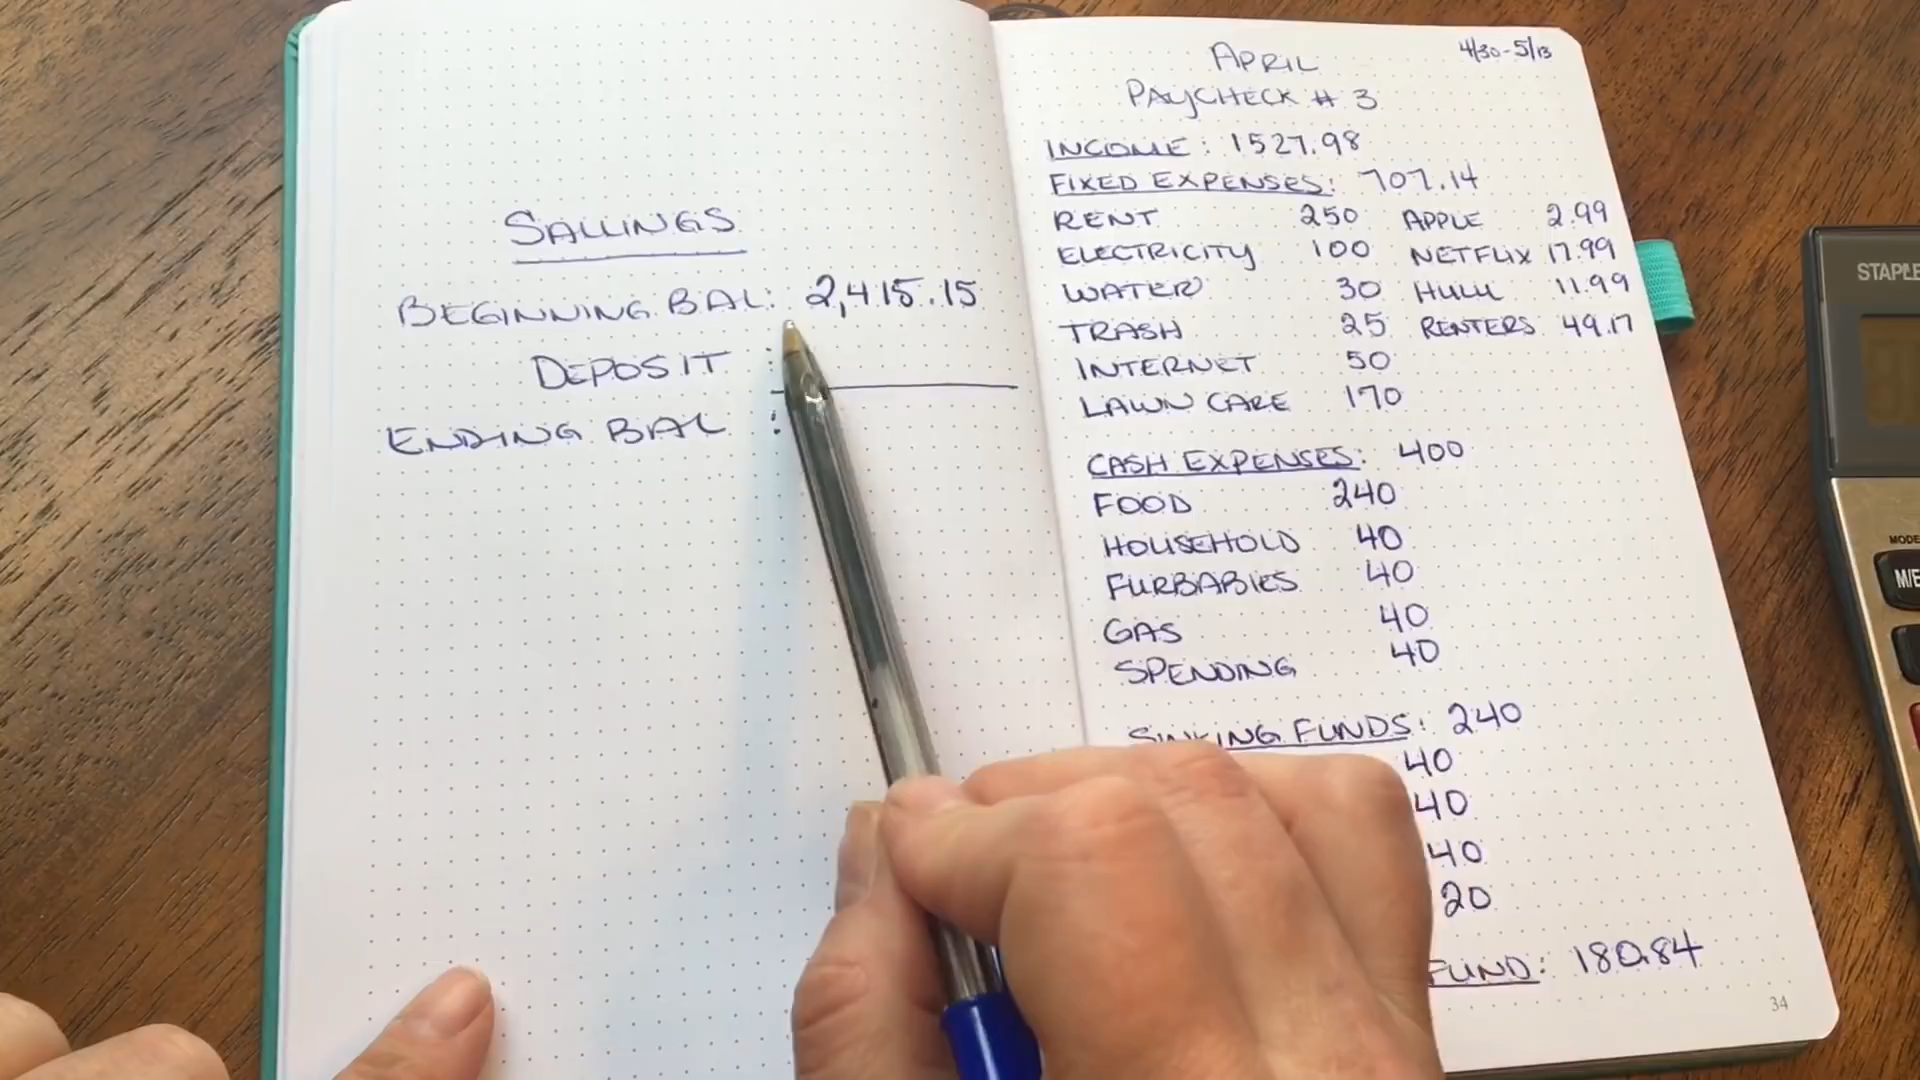 SAVINGS
BEGINNING BAL: 2,415.15
DEPOSIT :
ENDING BAL :
APRIL 4/30-5/13
PAYCHECK # 3
INCOME: 1527.98
FIXED EXPENSES: 707.14
RENT 250 APPLE 2.99
ELECTRICITY 100 NETFLIX 17.99
WATER 30 HULU 11.99
TRASH 25 RENTERS 49.17
INTERNET 50
LAWN CARE 170
CASH EXPENSES: 400
FOOD 240
HOUSEHOLD 40
FURBABIES 40
GAS 40
SPENDING 40
SINKING FUNDS: 240
40
40
40
20
FUND: 180.84
34
STAPLE
MODE
M/E